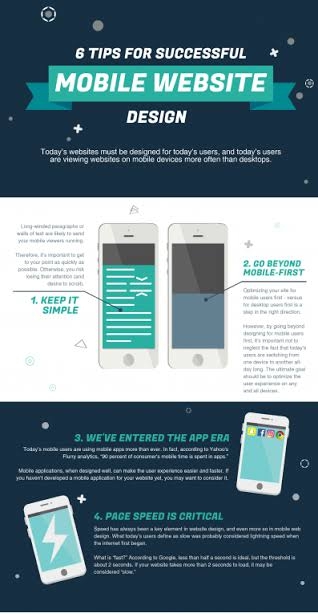 6 TIPS FOR SUCCESSFUL
MOBILE WEBSITE
DESIGN
Today's websites must be designed for today's users, and today's users
are viewing websites on mobile devices more often than desktops.
Long-winded paragraphs or
walls of text are likely to send
your mobile viewers running.
Therefore, it's important to get
to your point as quickly as
possible. Otherwise, you risk
losing their attention (and
desire to scroll).
1. KEEP IT
SIMPLE
2. GO BEYOND
MOBILE-FIRST
Optimizing your site for
mobile users first - versus
for desktop users first is a
step in the right direction.
However, try going beyond
designing for mobile users
first. It's important not to
neglect the fact that today's
users are switching from
one device to another all
day long. The ultimate goal
should be to optimize the
user experience on any
and all devices.
3. WE'VE ENTERED THE APP ERA
Today's mobile users are using mobile apps more than ever. In fact, according to Yahoo's
Flurry analytics, "90 percent of consumer's mobile time is spent in apps."
Mobile applications, when designed well, can make the user experience easier and faster. If
you haven't developed a mobile application for your website yet, you may want to consider it.
4. PAGE SPEED IS CRITICAL
Speed has always been a key element in website design, and even more so in mobile web
design. What today's users define as slow was probably considered lightning speed when
the internet first began.
What is "fast?" According to Google, less than half a second is ideal, but the threshold is
about 2 seconds. If your website takes more than 2 seconds to load, it may be
considered "slow."